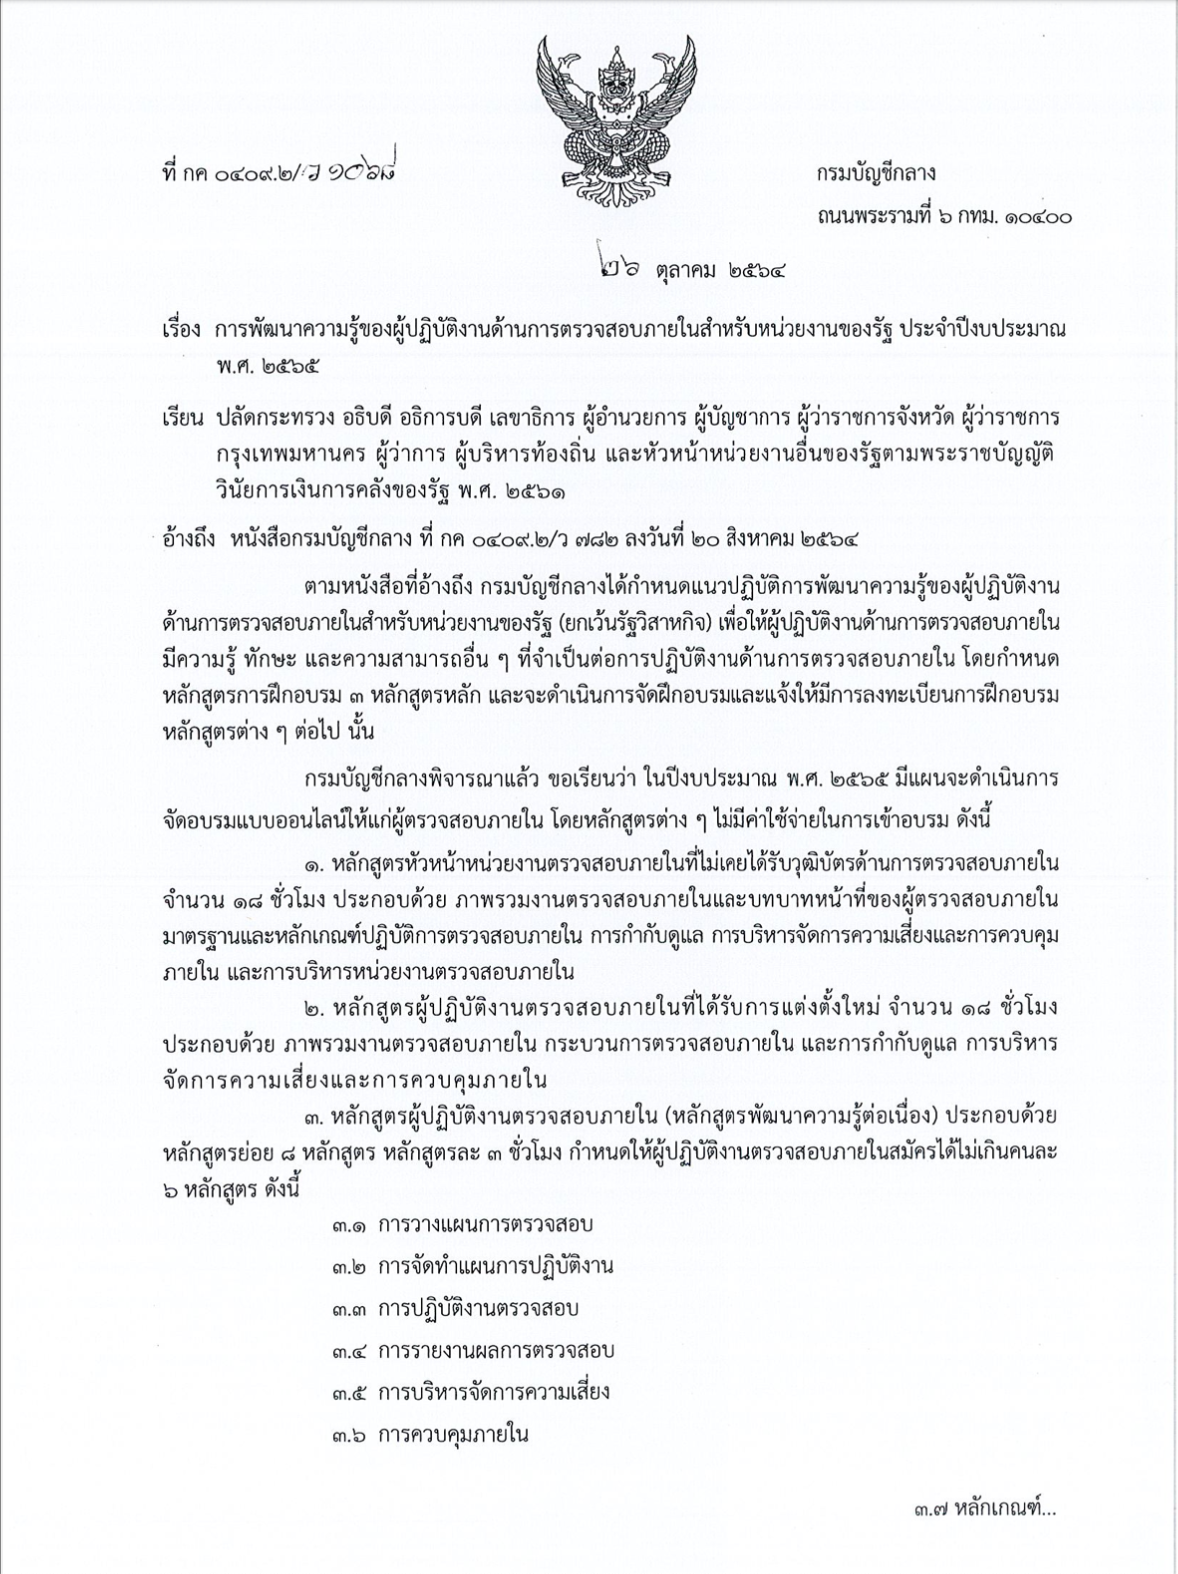 ที่ กค ๐๔๐๙.๒/ว ๑๐๖๘
กรมบัญชีกลาง
ถนนพระรามที่ ๖ กทม. ๑๐๔๐๐
๒๖ ตุลาคม ๒๕๖๔
เรื่อง การพัฒนาความรู้ของผู้ปฏิบัติงานด้านการตรวจสอบภายในสำหรับหน่วยงานของรัฐ ประจำปีงบประมาณ
พ.ศ. ๒๕๖๕
เรียน ปลัดกระทรวง อธิบดี อธิการบดี เลขาธิการ ผู้อำนวยการ ผู้บัญชาการ ผู้ว่าราชการจังหวัด ผู้ว่าราชการ
กรุงเทพมหานคร ผู้ว่าการ ผู้บริหารท้องถิ่น และหัวหน้าหน่วยงานอื่นของรัฐตามพระราชบัญญัติ
วินัยการเงินการคลังของรัฐ พ.ศ. ๒๕๖๑
อ้างถึง หนังสือกรมบัญชีกลาง ที่ กค ๐๔๐๙.๒/ว ๗๘๒ ลงวันที่ ๒๐ สิงหาคม ๒๕๖๔
ตามหนังสือที่อ้างถึง กรมบัญชีกลางได้กำหนดแนวปฏิบัติการพัฒนาความรู้ของผู้ปฏิบัติงาน
ด้านการตรวจสอบภายในสำหรับหน่วยงานของรัฐ (ยกเว้นรัฐวิสาหกิจ) เพื่อให้ผู้ปฏิบัติงานด้านการตรวจสอบภายใน
มีความรู้ ทักษะ และความสามารถอื่น ๆ ที่จำเป็นต่อการปฏิบัติงานด้านการตรวจสอบภายใน โดยกำหนด
หลักสูตรการฝึกอบรม ๓ หลักสูตรหลัก และจะดำเนินการจัดฝึกอบรมและแจ้งให้มีการลงทะเบียนการฝึกอบรม
หลักสูตรต่าง ๆ ต่อไป นั้น
กรมบัญชีกลางพิจารณาแล้ว ขอเรียนว่า ในปีงบประมาณ พ.ศ. ๒๕๖๕ มีแผนจะดำเนินการ
จัดอบรมแบบออนไลน์ให้แก่ผู้ตรวจสอบภายใน โดยหลักสูตรต่าง ๆ ไม่มีค่าใช้จ่ายในการเข้าอบรม ดังนี้
๑. หลักสูตรหัวหน้าหน่วยงานตรวจสอบภายในที่ไม่เคยได้รับวุฒิบัตรด้านการตรวจสอบภายใน
จำนวน ๑๘ ชั่วโมง ประกอบด้วย ภาพรวมงานตรวจสอบภายในและบทบาทหน้าที่ของผู้ตรวจสอบภายใน
มาตรฐานและหลักเกณฑ์ปฏิบัติการตรวจสอบภายใน การกำกับดูแล การบริหารจัดการความเสี่ยงและการควบคุม
ภายใน และการบริหารหน่วยงานตรวจสอบภายใน
๒. หลักสูตรผู้ปฏิบัติงานตรวจสอบภายในที่ได้รับการแต่งตั้งใหม่ จำนวน ๑๘ ชั่วโมง
ประกอบด้วย ภาพรวมงานตรวจสอบภายใน กระบวนการตรวจสอบภายใน และการกำกับดูแล การบริหาร
จัดการความเสี่ยงและการควบคุมภายใน
๓. หลักสูตรผู้ปฏิบัติงานตรวจสอบภายใน (หลักสูตรพัฒนาความรู้ต่อเนื่อง) ประกอบด้วย
หลักสูตรย่อย ๘ หลักสูตร หลักสูตรละ ๓ ชั่วโมง กำหนดให้ผู้ปฏิบัติงานตรวจสอบภายในสมัครได้ไม่เกินคนละ
๖ หลักสูตร ดังนี้
๓.๑ การวางแผนการตรวจสอบ
๓.๒ การจัดทำแผนการปฏิบัติงาน
๓.๓ การปฏิบัติงานตรวจสอบ
๓.๔ การรายงานผลการตรวจสอบ
๓.๕ การบริหารจัดการความเสี่ยง
๓.๖ การควบคุมภายใน
๓.๗ หลักเกณฑ์...